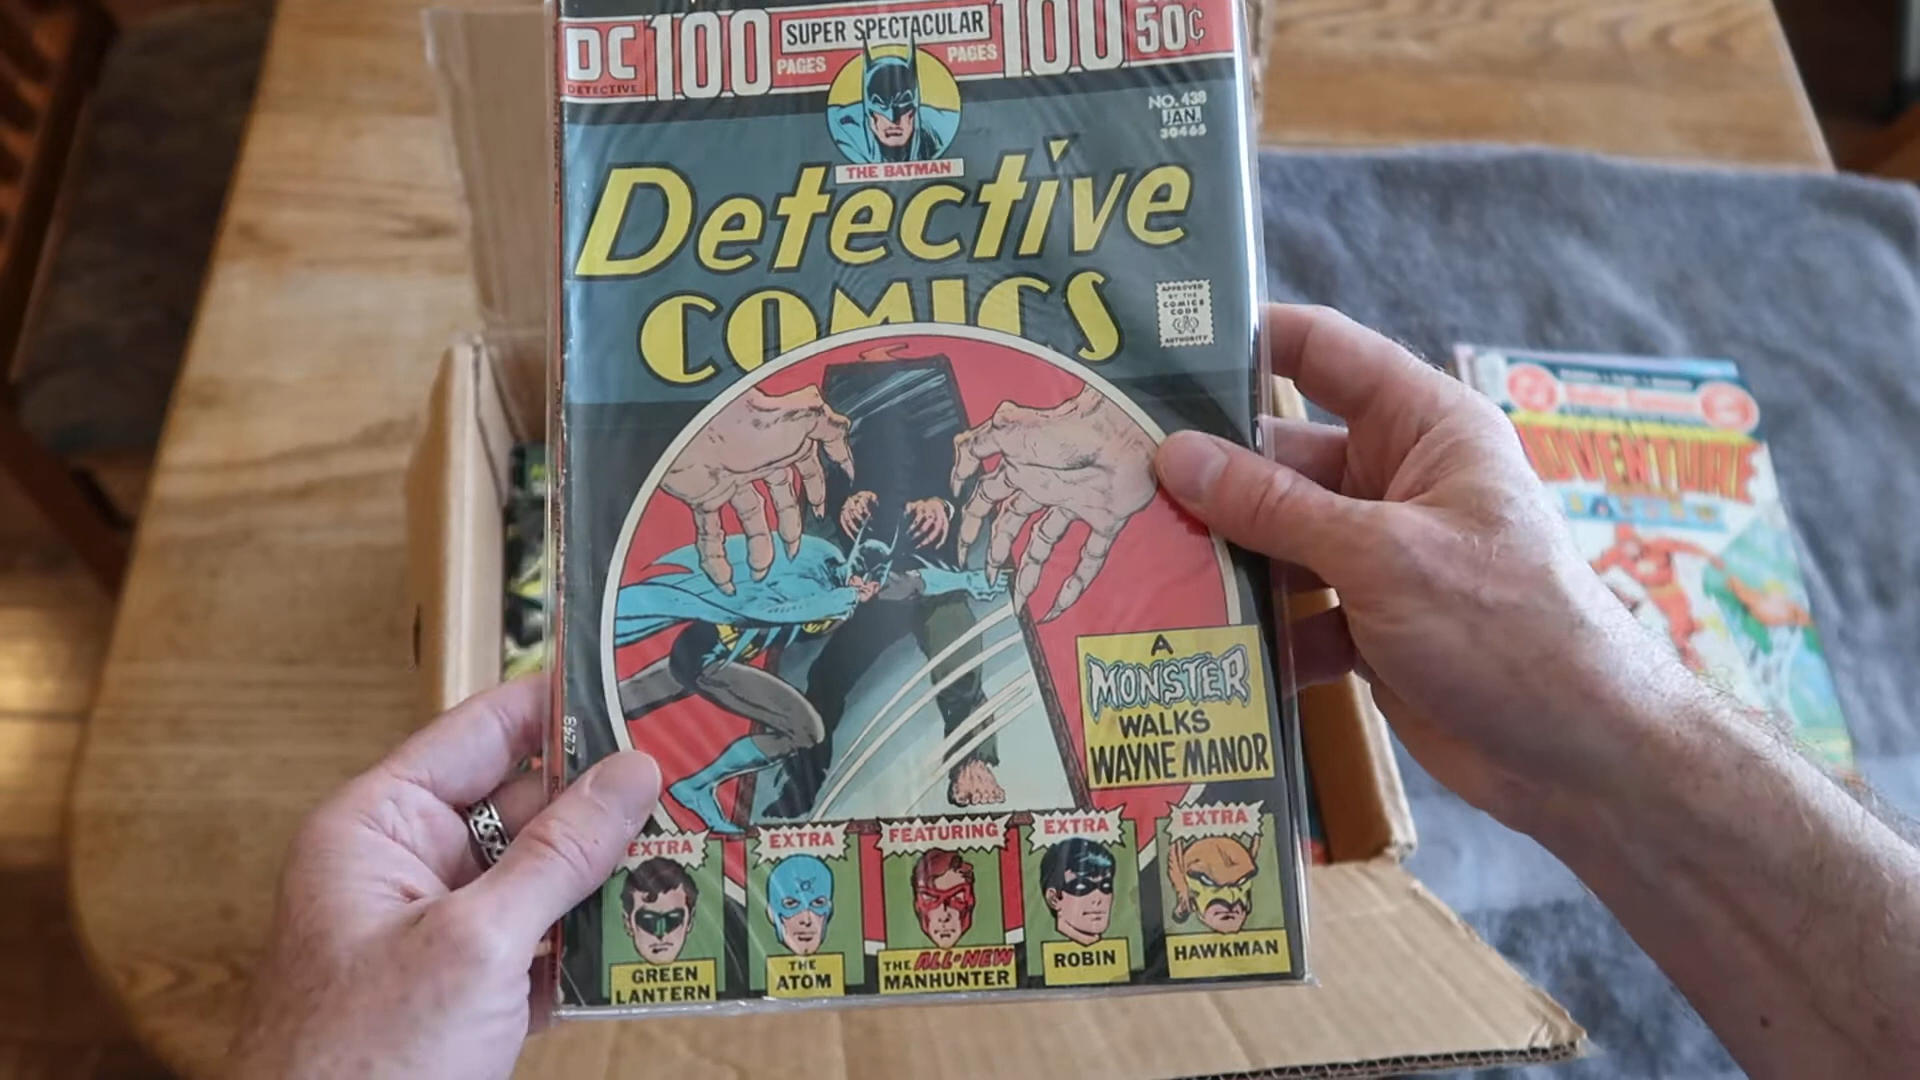 DC 100 PAGES SUPER SPECTACULAR PAGES 100 50¢
DETECTIVE
NO. 438
JAN.
30465
THE BATMAN
Detective
COMICS
APPROVED
BY THE
COMICS
CODE
AUTHORITY
A
MONSTER
WALKS
WAYNE MANOR
EXTRA
GREEN
LANTERN
EXTRA
THE
ATOM
FEATURING
THE ALL-NEW
MANHUNTER
EXTRA
ROBIN
EXTRA
HAWKMAN
ADVENTURE